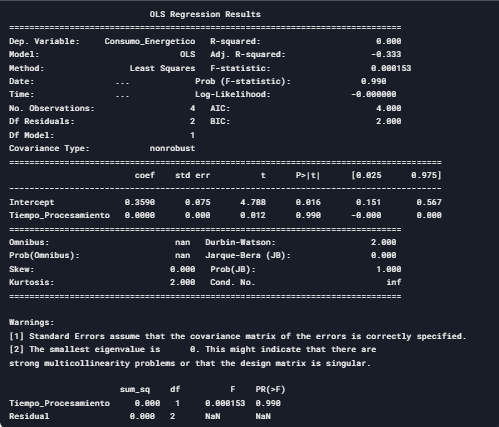 OLS Regression Results
==============================================================================
Dep. Variable: Consumo_Energetico R-squared: 0.000
Model: OLS Adj. R-squared: -0.333
Method: Least Squares F-statistic: 0.000153
Date: ... Prob (F-statistic): 0.990
Time: ... Log-Likelihood: -0.000000
No. Observations: 4 AIC: 4.000
Df Residuals: 2 BIC: 2.000
Df Model: 1
Covariance Type: nonrobust
==============================================================================
coef std err t P>|t| [0.025 0.975]
------------------------------------------------------------------------------
Intercept 0.3590 0.075 4.788 0.016 0.151 0.567
Tiempo_Procesamiento 0.0000 0.000 0.012 0.990 -0.000 0.000
==============================================================================
Omnibus: nan Durbin-Watson: 2.000
Prob(Omnibus): nan Jarque-Bera (JB): 0.000
Skew: 0.000 Prob(JB): 1.000
Kurtosis: 2.000 Cond. No. inf
==============================================================================
Warnings:
[1] Standard Errors assume that the covariance matrix of the errors is correctly specified.
[2] The smallest eigenvalue is 0. This might indicate that there are
strong multicollinearity problems or that the design matrix is singular.
sum_sq df F PR(>F)
Tiempo_Procesamiento 0.000 1 0.000153 0.990
Residual 0.000 2 NaN NaN